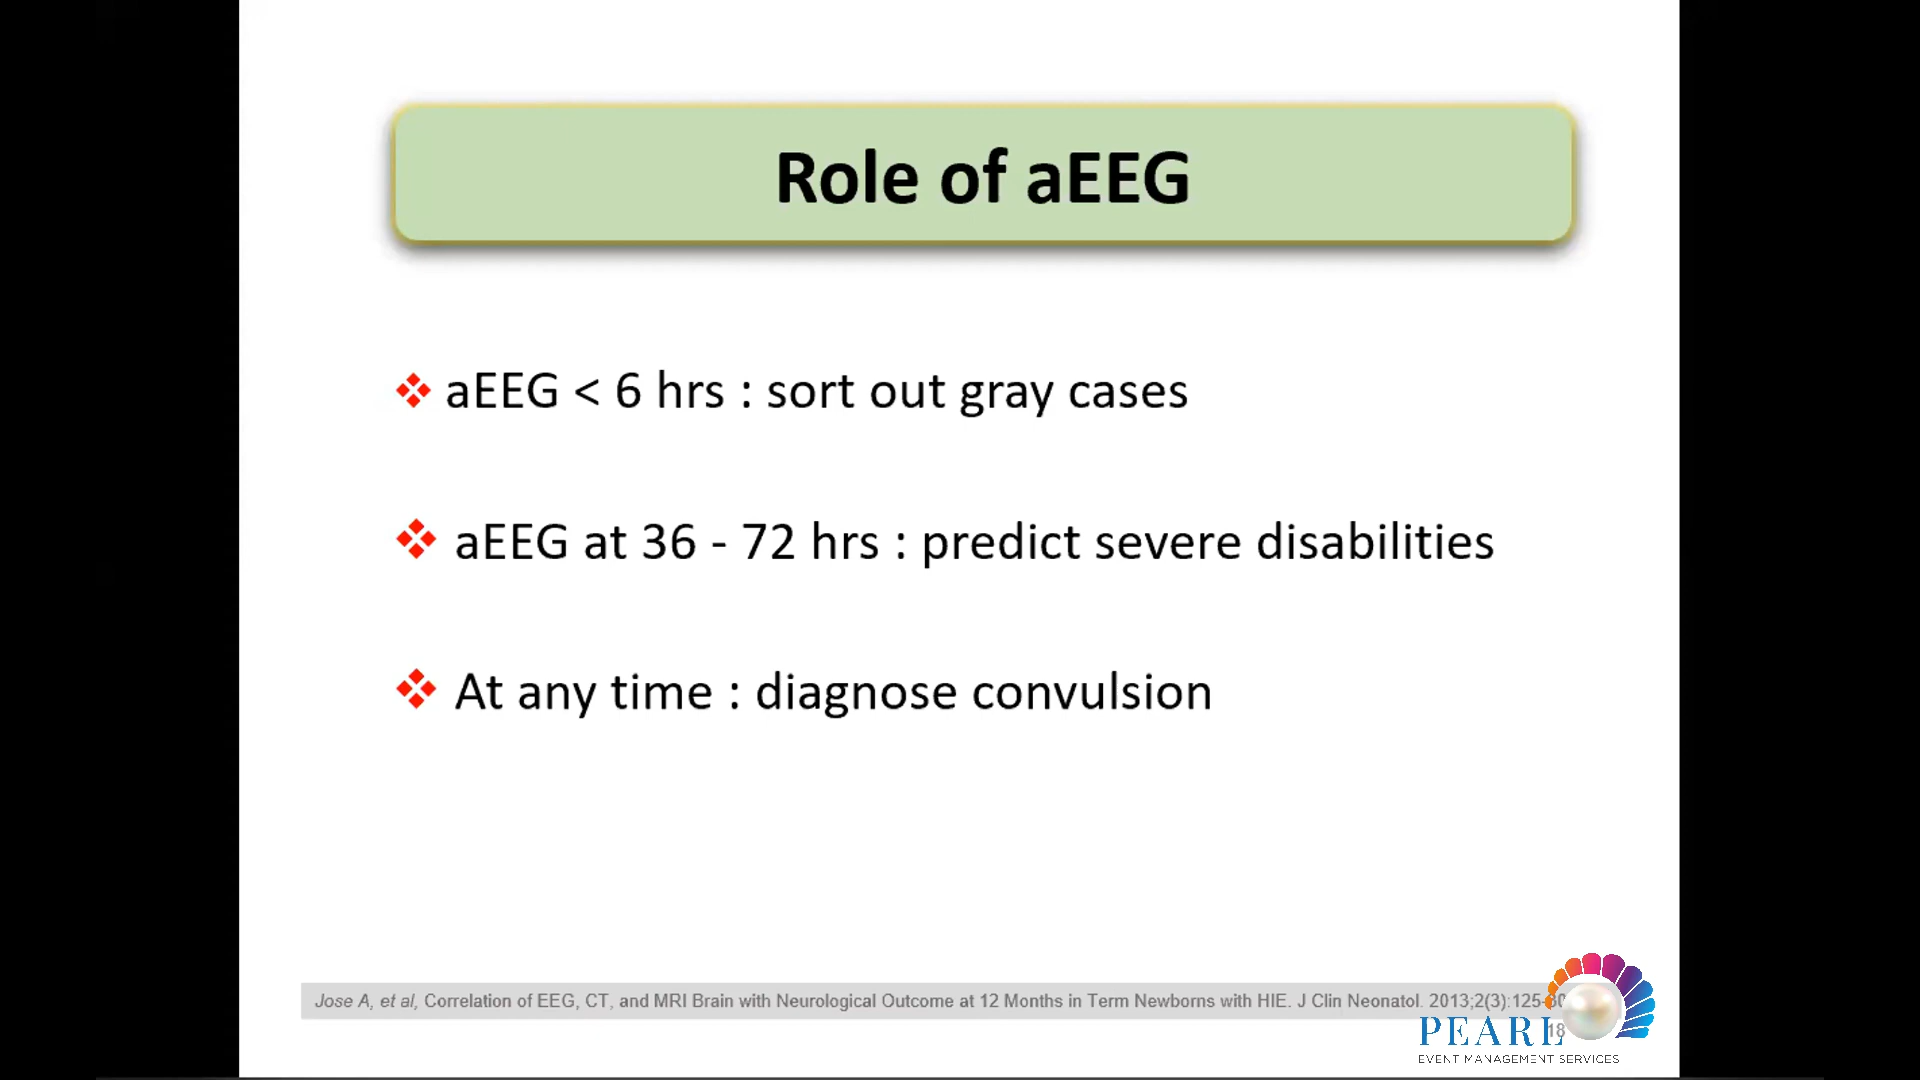 Role of aEEG
aEEG < 6 hrs : sort out gray cases
aEEG at 36 - 72 hrs : predict severe disabilities
At any time : diagnose convulsion
Jose A, et al, Correlation of EEG, CT, and MRI Brain with Neurological Outcome at 12 Months in Term Newborns with HIE. J Clin Neonatol. 2013;2(3):125-30
18
PEARL
EVENT MANAGEMENT SERVICES